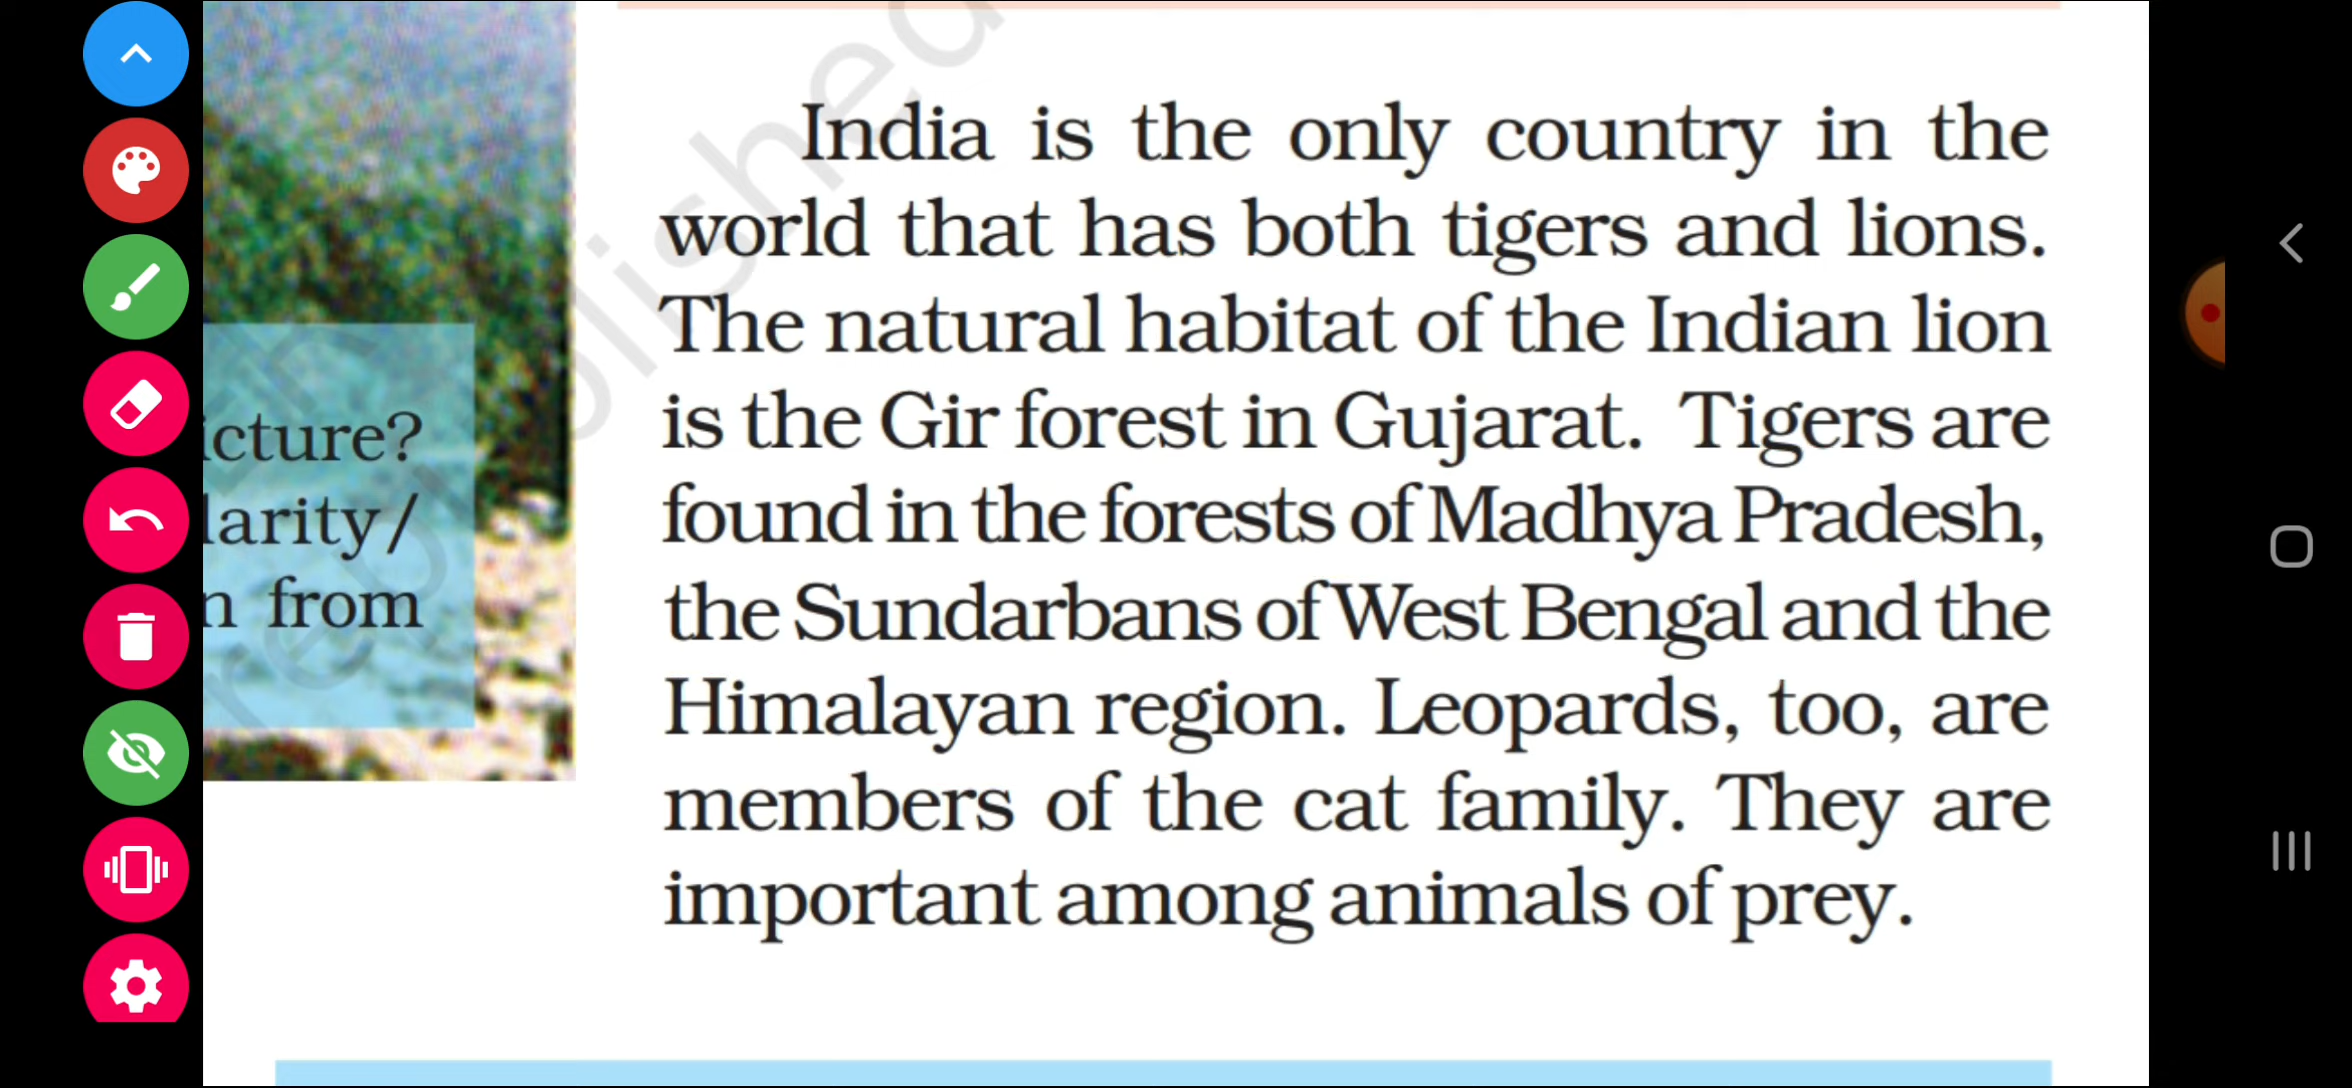 India is the only country in the
world that has both tigers and lions.
The natural habitat of the Indian lion
is the Gir forest in Gujarat. Tigers are
found in the forests of Madhya Pradesh,
the Sundarbans of West Bengal and the
Himalayan region. Leopards, too, are
members of the cat family. They are
important among animals of prey.
icture?
larity/
n from